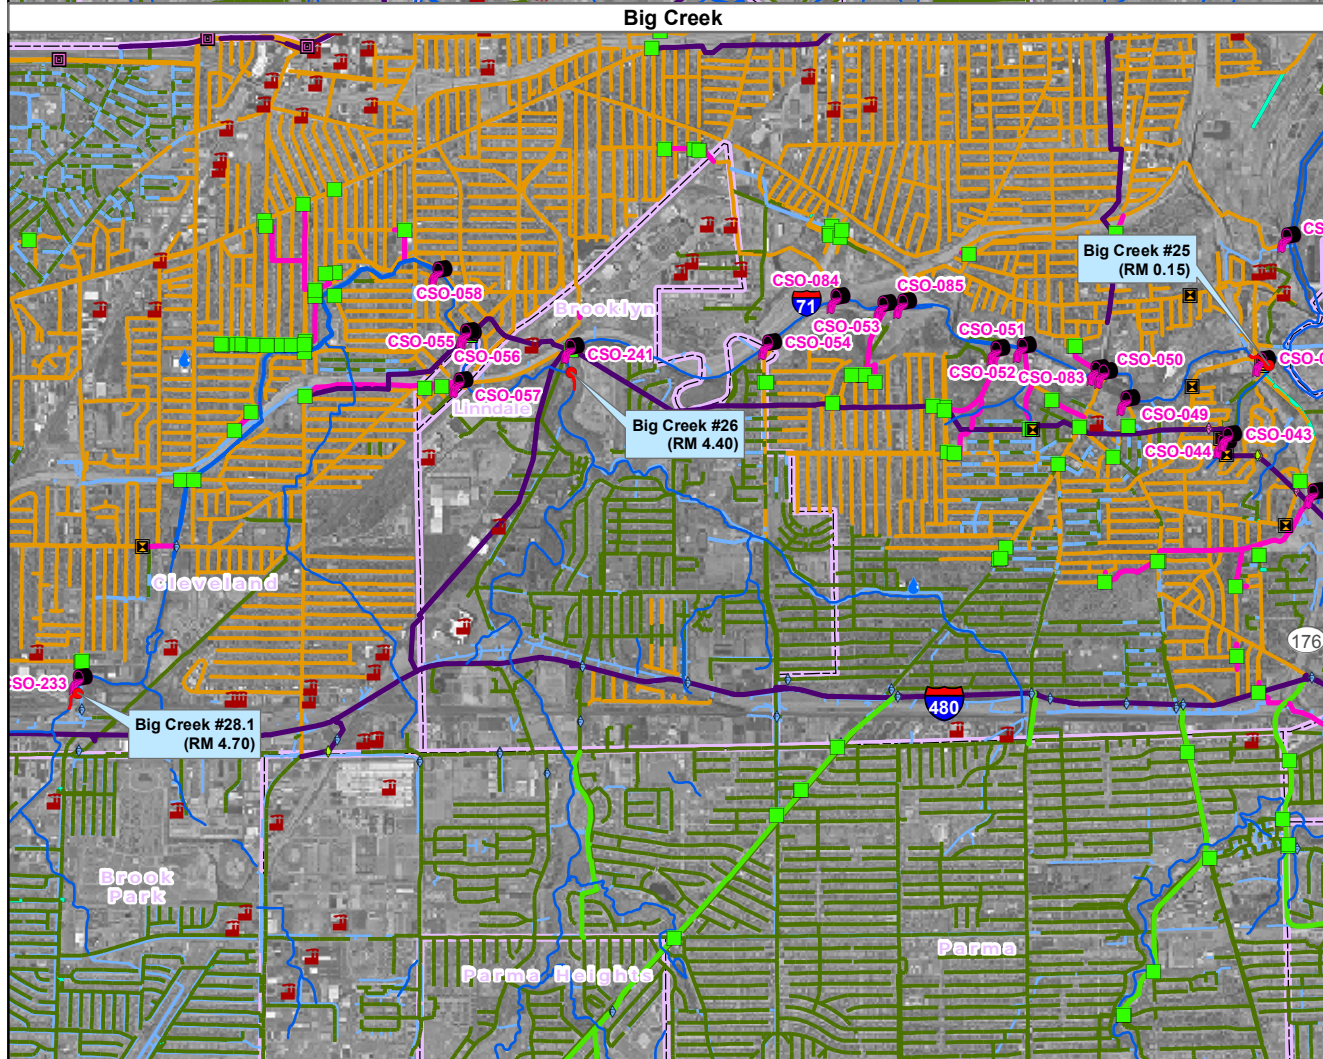 Big Creek
CSO-084
CSO-085
Big Creek #25
(RM 0.15)
CSO-058
Brooklyn
71
CSO-053
CSO-054
CSO-055
CSO-056
CSO-241
CSO-057
Linndale
CSO-051
CSO-052
CSO-083
CSO-050
CSO-049
CSO-043
CSO-044
Big Creek #26
(RM 4.40)
Cleveland
176
CSO-233
480
Big Creek #28.1
(RM 4.70)
Brook
Park
Parma Heights
Parma